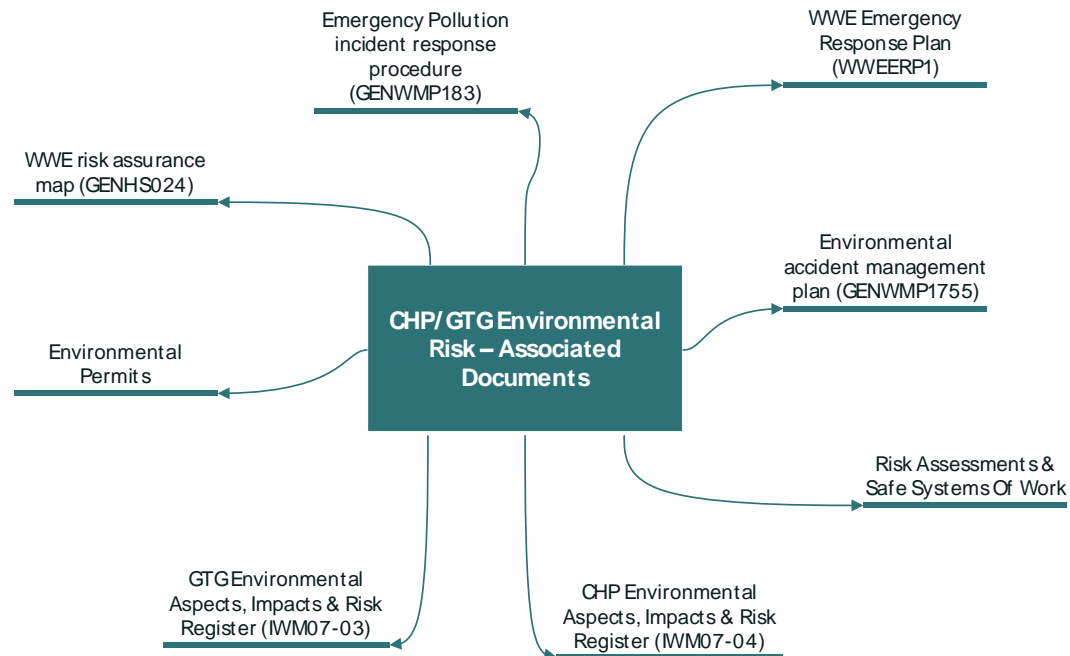 Emergency Pollution
incident response
procedure
(GENWMP183)
WWE Emergency
Response Plan
(WWEERP1)
WWE risk assurance
map (GENHS024)
Environmental
accident management
plan (GENWMP1755)
CHP/GTG Environmental
Risk – Associated
Documents
Environmental
Permits
Risk Assessments &
Safe Systems Of Work
GTG Environmental
Aspects, Impacts & Risk
Register (IWM07-03)
CHP Environmental
Aspects, Impacts & Risk
Register (IWM07-04)